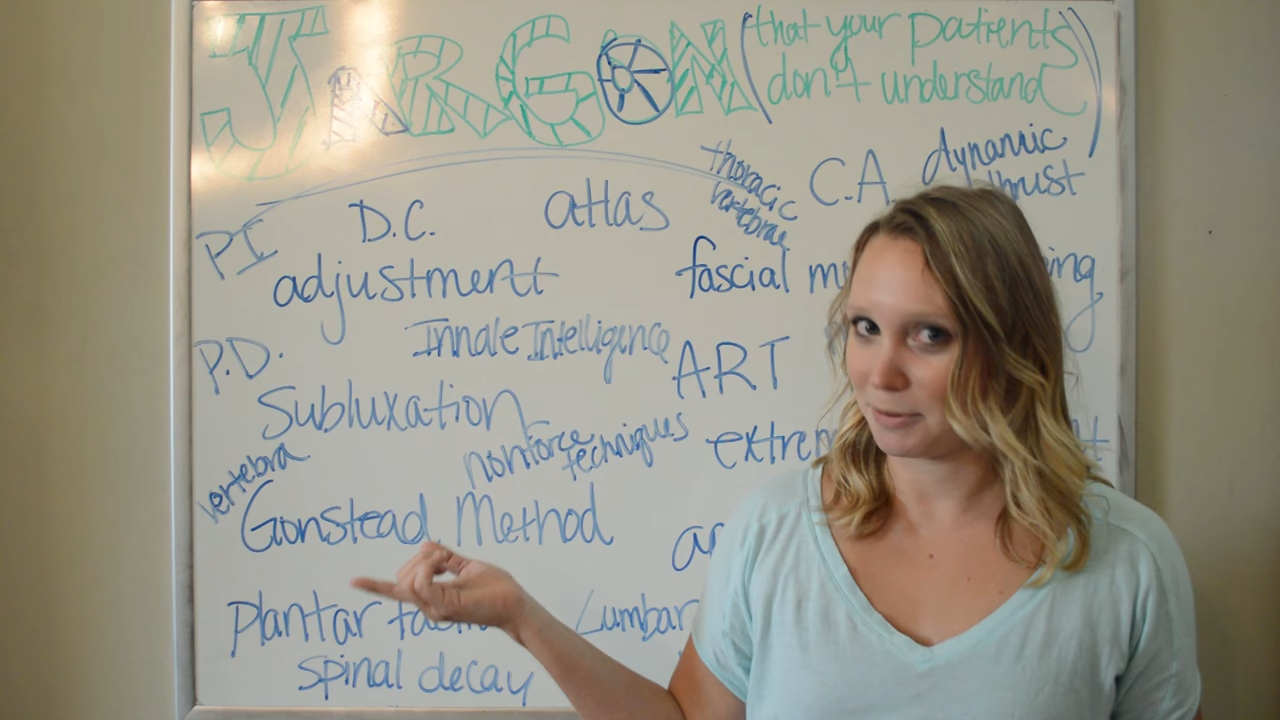 JARGON (that your patients
don't understand)
thoracic
vertebrae
C.A.
dynamic
thrust
PI
D.C.
atlas
adjustment
fascial
Innate Intelligence
P.D.
ART
Subluxation
nonforce
techniques
vertebra
Gonstead Method
Plantar
Lumbar
spinal decay